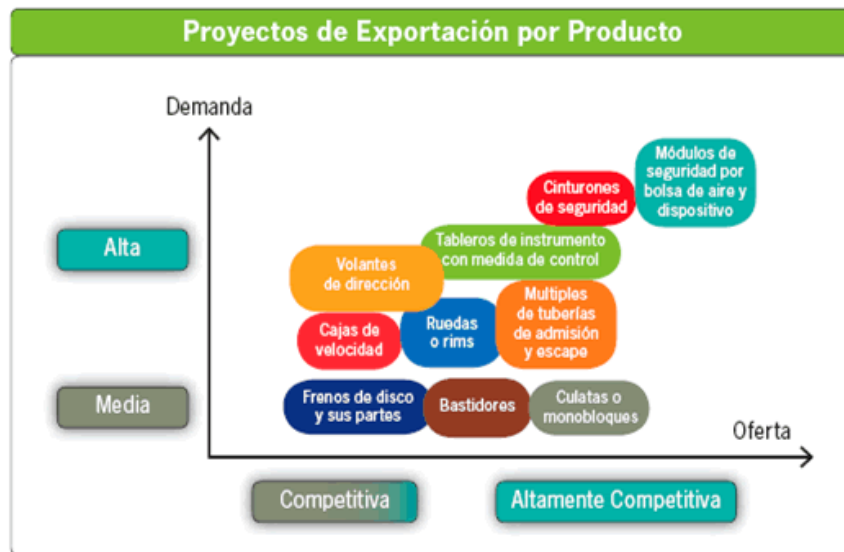 Proyectos de Exportación por Producto
Demanda
Módulos de
seguridad por
bolsa de aire y
dispositivo
Cinturones
de seguridad
Alta
Tableros de instrumento
con medida de control
Volantes
de dirección
Multiples
de tuberías
de admisión
y escape
Ruedas
o rims
Cajas de
velocidad
Media
Frenos de disco
y sus partes
Bastidores
Culatas o
monobloques
Oferta
Competitiva
Altamente Competitiva